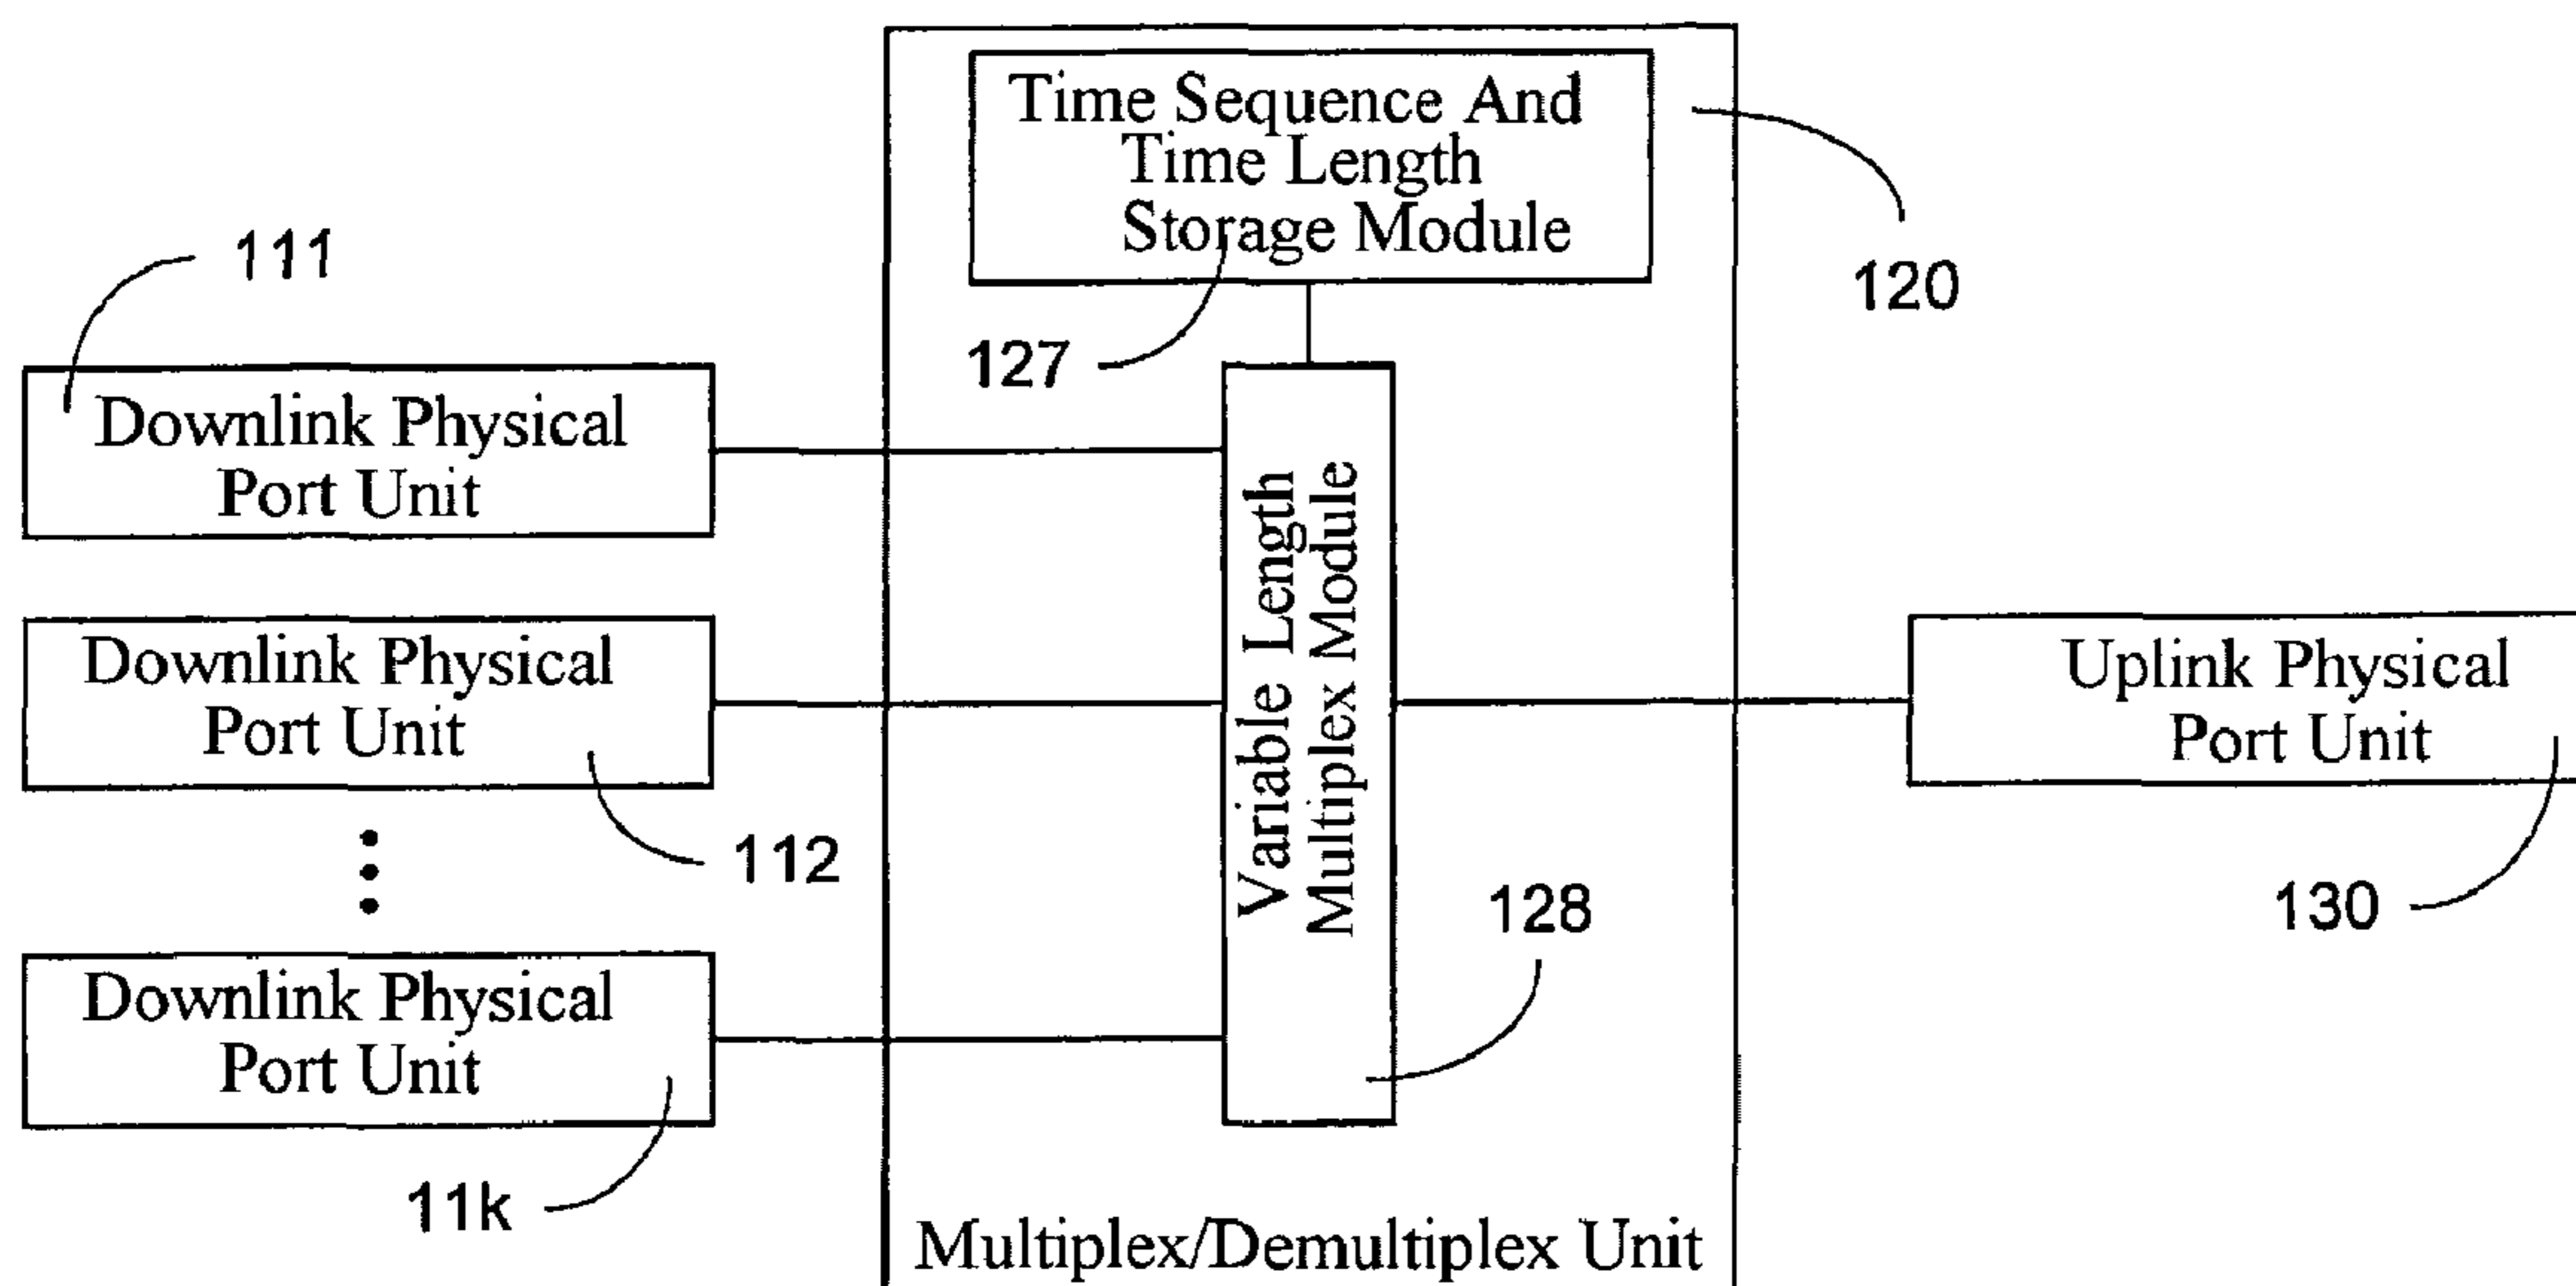 Time Sequence And
Time Length
Storage Module
120
111
127
Downlink Physical
Port Unit
Downlink Physical
Port Unit
112
Variable Length
Multiplex Module
Uplink Physical
Port Unit
130
128
Downlink Physical
Port Unit
11k
Multiplex/Demultiplex Unit